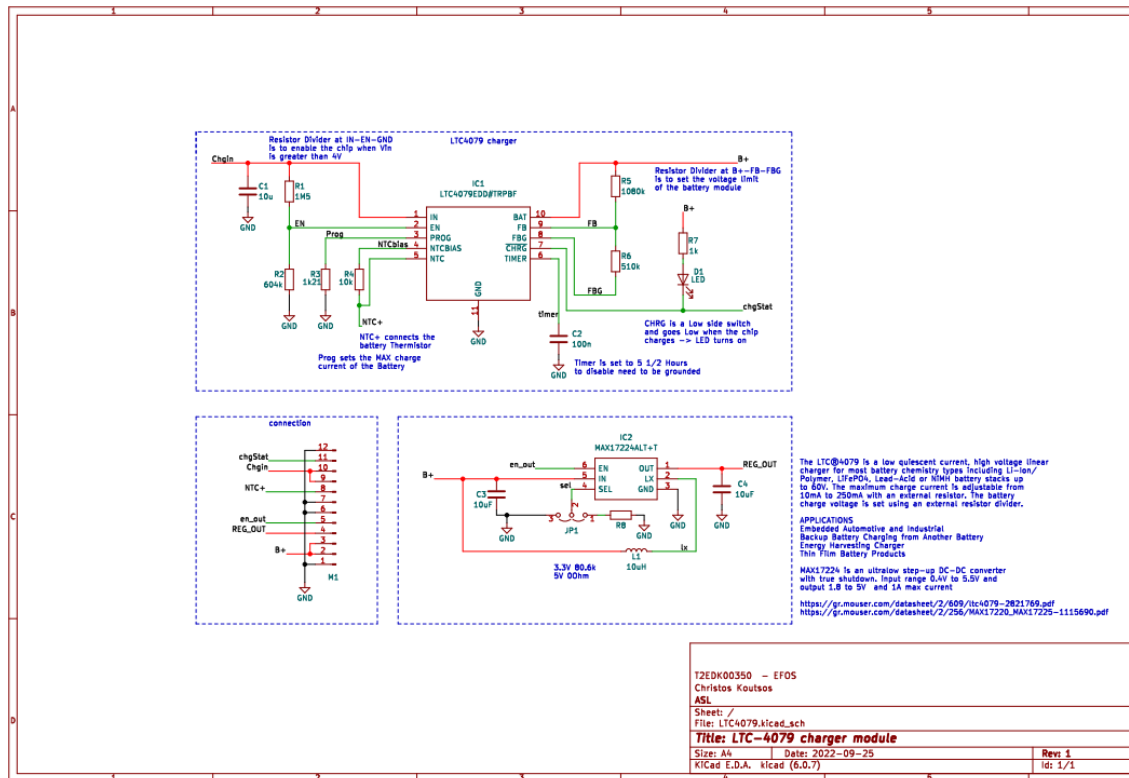 1 2 3 4 5
A
B
C
D
LTC4079 charger
Resistor Divider at IN-EN-GND
is to enable the chip when Vin
is greater than 4V
Chgin
C1
10u
GND
R1
1M5
EN
R2
604k
GND
Prog
R3
1k21
GND
NTCbias
R4
10k
NTC+
NTC+ connects the
battery Thermistor
Prog sets the MAX charge
current of the Battery
IC1
LTC4079EDD#TRPBF
1 IN
2 EN
3 PROG
4 NTCBIAS
5 NTC
BAT 10
FB 9
FBG 8
CHRG 7
TIMER 6
GND
11
GND
timer
C2
100n
GND
Timer is set to 5 1/2 Hours
to disable need to be grounded
B+
Resistor Divider at B+-FB-FBG
is to set the voltage limit
of the battery module
R5
1080k
FB
R6
510k
FBG
B+
R7
1k
D1
LED
chgStat
CHRG is a Low side switch
and goes Low when the chip
charges -> LED turns on
connection
chgStat
Chgin
NTC+
en_out
REG_OUT
B+
12
11
10
9
8
7
6
5
4
3
2
1
M1
GND
IC2
MAX17224ALT+T
en_out
B+
6 EN
5 IN
4 SEL
OUT 1
LX 2
GND 3
REG_OUT
C3
10uF
GND
sel
3 2 1
JP1
R8
GND
GND
C4
10uF
GND
lx
L1
10uH
3.3V 80.6k
5V 0Ohm
The LTC®4079 is a low quiescent current, high voltage linear
charger for most battery chemistry types including Li-Ion/
Polymer, LiFePO4, Lead-Acid or NiMH battery stacks up
to 60V. The maximum charge current is adjustable from
10mA to 250mA with an external resistor. The battery
charge voltage is set using an external resistor divider.
APPLICATIONS
Embedded Automotive and Industrial
Backup Battery Charging from Another Battery
Energy Harvesting Charger
Thin Film Battery Products
MAX17224 is an ultralow step-up DC-DC converter
with true shutdown. Input range 0.4V to 5.5V and
output 1.8 to 5V and 1A max current
https://gr.mouser.com/datasheet/2/609/ltc4079-2821769.pdf
https://gr.mouser.com/datasheet/2/256/MAX17220_MAX17225-1115690.pdf
T2EDK00350 - EFOS
Christos Koutsos
ASL
Sheet: /
File: LTC4079.kicad_sch
Title: LTC-4079 charger module
Size: A4 Date: 2022-09-25 Rev: 1
KiCad E.D.A. kicad (6.0.7) Id: 1/1